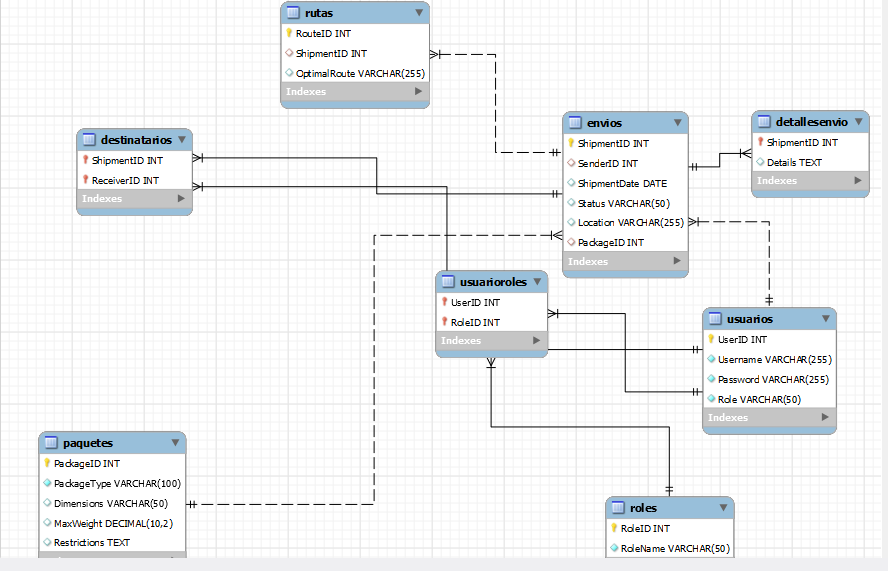 rutas
RouteID INT
ShipmentID INT
OptimalRoute VARCHAR(255)
Indexes
destinatarios
ShipmentID INT
ReceiverID INT
Indexes
envios
ShipmentID INT
SenderID INT
ShipmentDate DATE
Status VARCHAR(50)
Location VARCHAR(255)
PackageID INT
Indexes
detallesenvio
ShipmentID INT
Details TEXT
Indexes
usuarioroles
UserID INT
RoleID INT
Indexes
usuarios
UserID INT
Username VARCHAR(255)
Password VARCHAR(255)
Role VARCHAR(50)
Indexes
paquetes
PackageID INT
PackageType VARCHAR(100)
Dimensions VARCHAR(50)
MaxWeight DECIMAL(10,2)
Restrictions TEXT
roles
RoleID INT
RoleName VARCHAR(50)